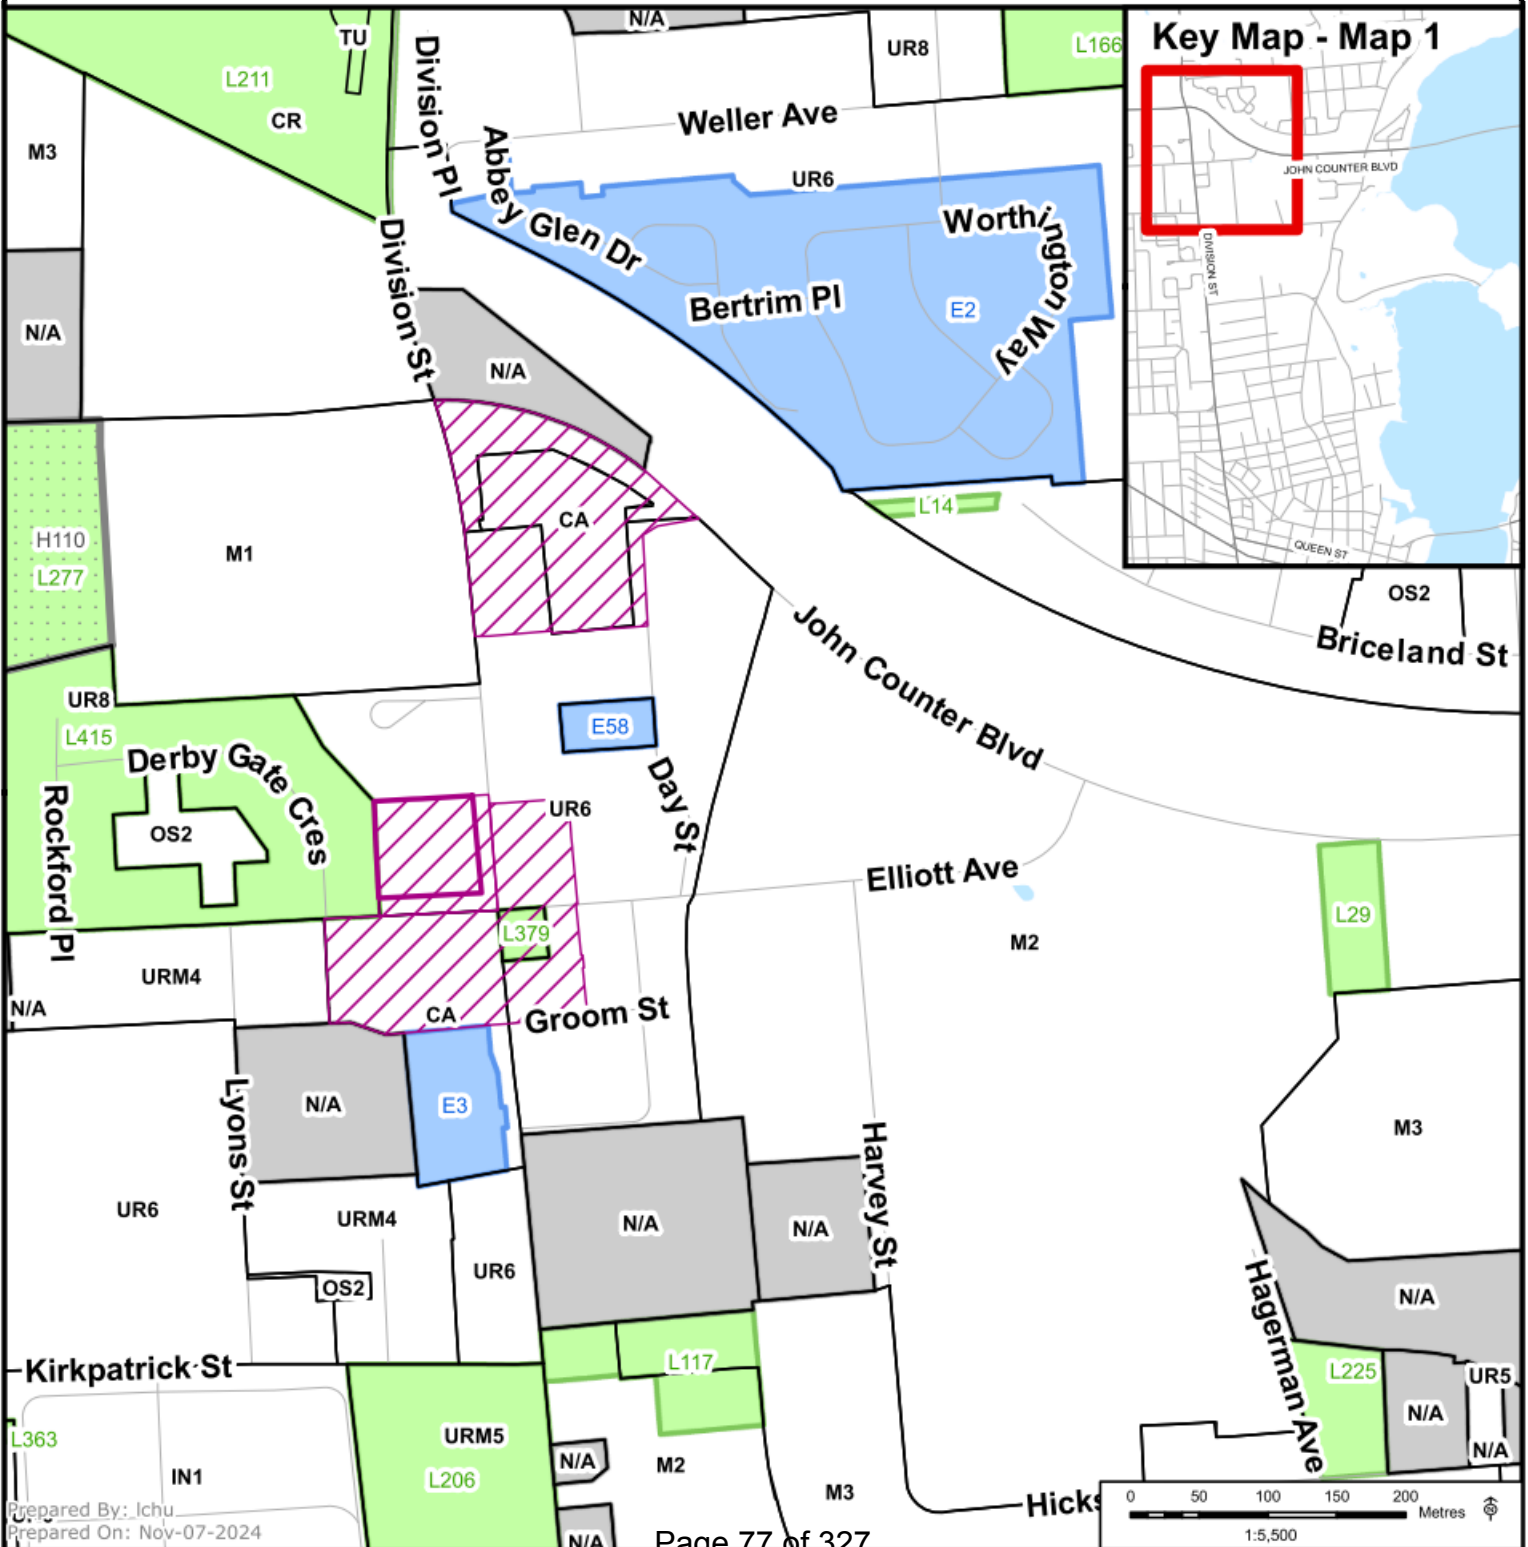 N/A
TU
L211
CR
Division Pl
UR8
L166
Key Map - Map 1
M3
Weller Ave
Abbey Glen Dr
UR6
JOHN COUNTER BLVD
Worthington Way
Division St
DIVISION ST
Bertrim Pl
E2
N/A
N/A
H110
L277
M1
CA
L14
QUEEN ST
OS2
Briceland St
John Counter Blvd
UR8
L415
E58
Derby Gate Cres
Day St
UR6
Rockford Pl
OS2
Elliott Ave
L379
M2
L29
URM4
N/A
CA
Groom St
Lyons St
N/A
E3
Harvey St
M3
UR6
URM4
N/A
N/A
UR6
OS2
Hagerman Ave
N/A
Kirkpatrick St
L117
L225
UR5
N/A
L363
URM5
N/A
IN1
L206
N/A
M2
M3
Hicks
Prepared By: lchu
Prepared On: Nov-07-2024
N/A
Page 77 of 327
0 50 100 150 200
Metres
1:5,500